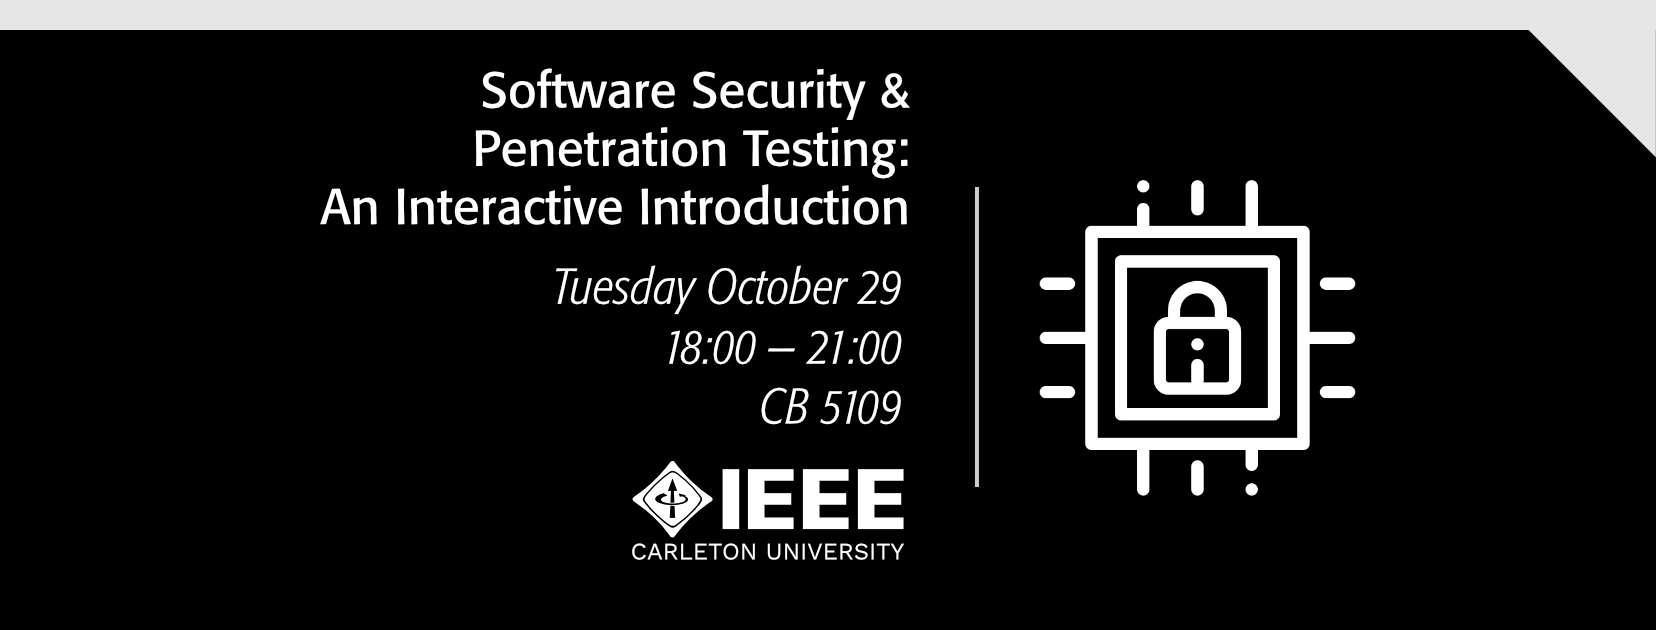 Software Security &
Penetration Testing:
An Interactive Introduction
Tuesday October 29
18:00 – 21:00
CB 5109
IEEE
CARLETON UNIVERSITY